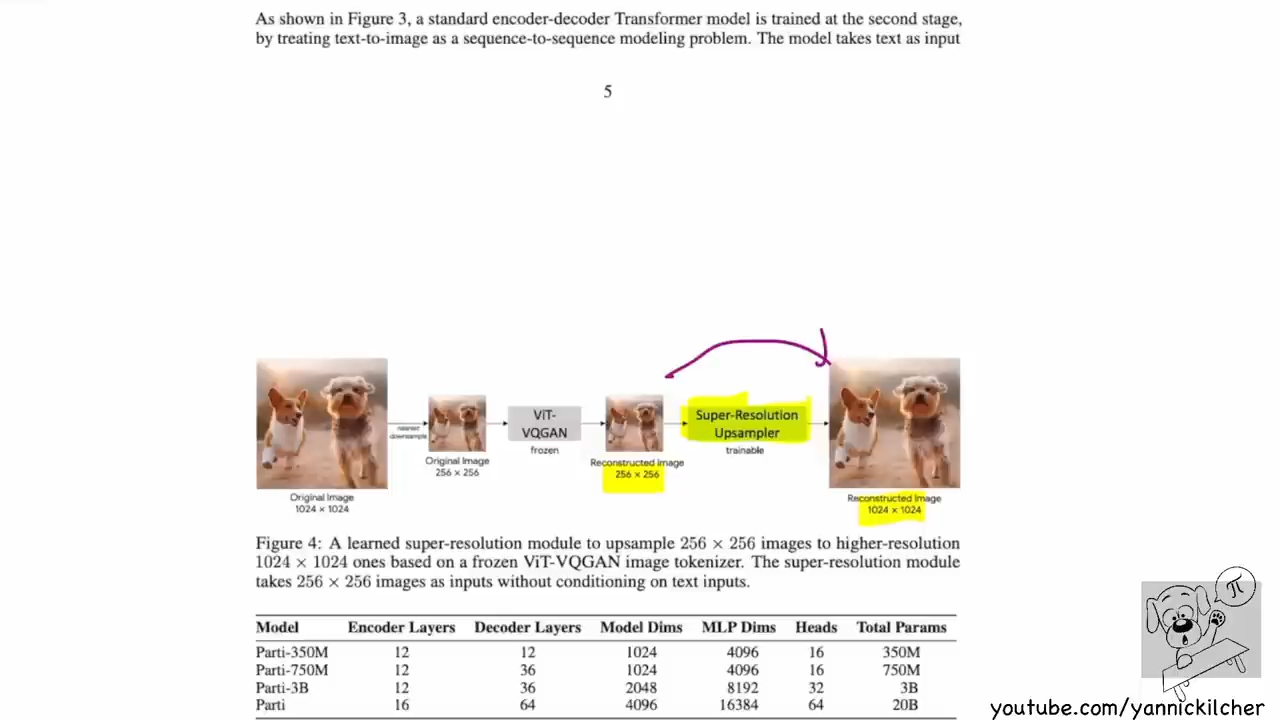 As shown in Figure 3, a standard encoder-decoder Transformer model is trained at the second stage,
by treating text-to-image as a sequence-to-sequence modeling problem. The model takes text as input
5
Original Image
1024 × 1024
nearest
downsample
Original Image
256 × 256
ViT-
VQGAN
frozen
Reconstructed Image
256 × 256
Super-Resolution
Upsampler
trainable
Reconstructed Image
1024 × 1024
Figure 4: A learned super-resolution module to upsample 256 × 256 images to higher-resolution
1024 × 1024 ones based on a frozen ViT-VQGAN image tokenizer. The super-resolution module
takes 256 × 256 images as inputs without conditioning on text inputs.
Model Encoder Layers Decoder Layers Model Dims MLP Dims Heads Total Params
Parti-350M 12 12 1024 4096 16 350M
Parti-750M 12 36 1024 4096 16 750M
Parti-3B 12 36 2048 8192 32 3B
Parti 16 64 4096 16384 64 20B
π
youtube.com/yannickilcher